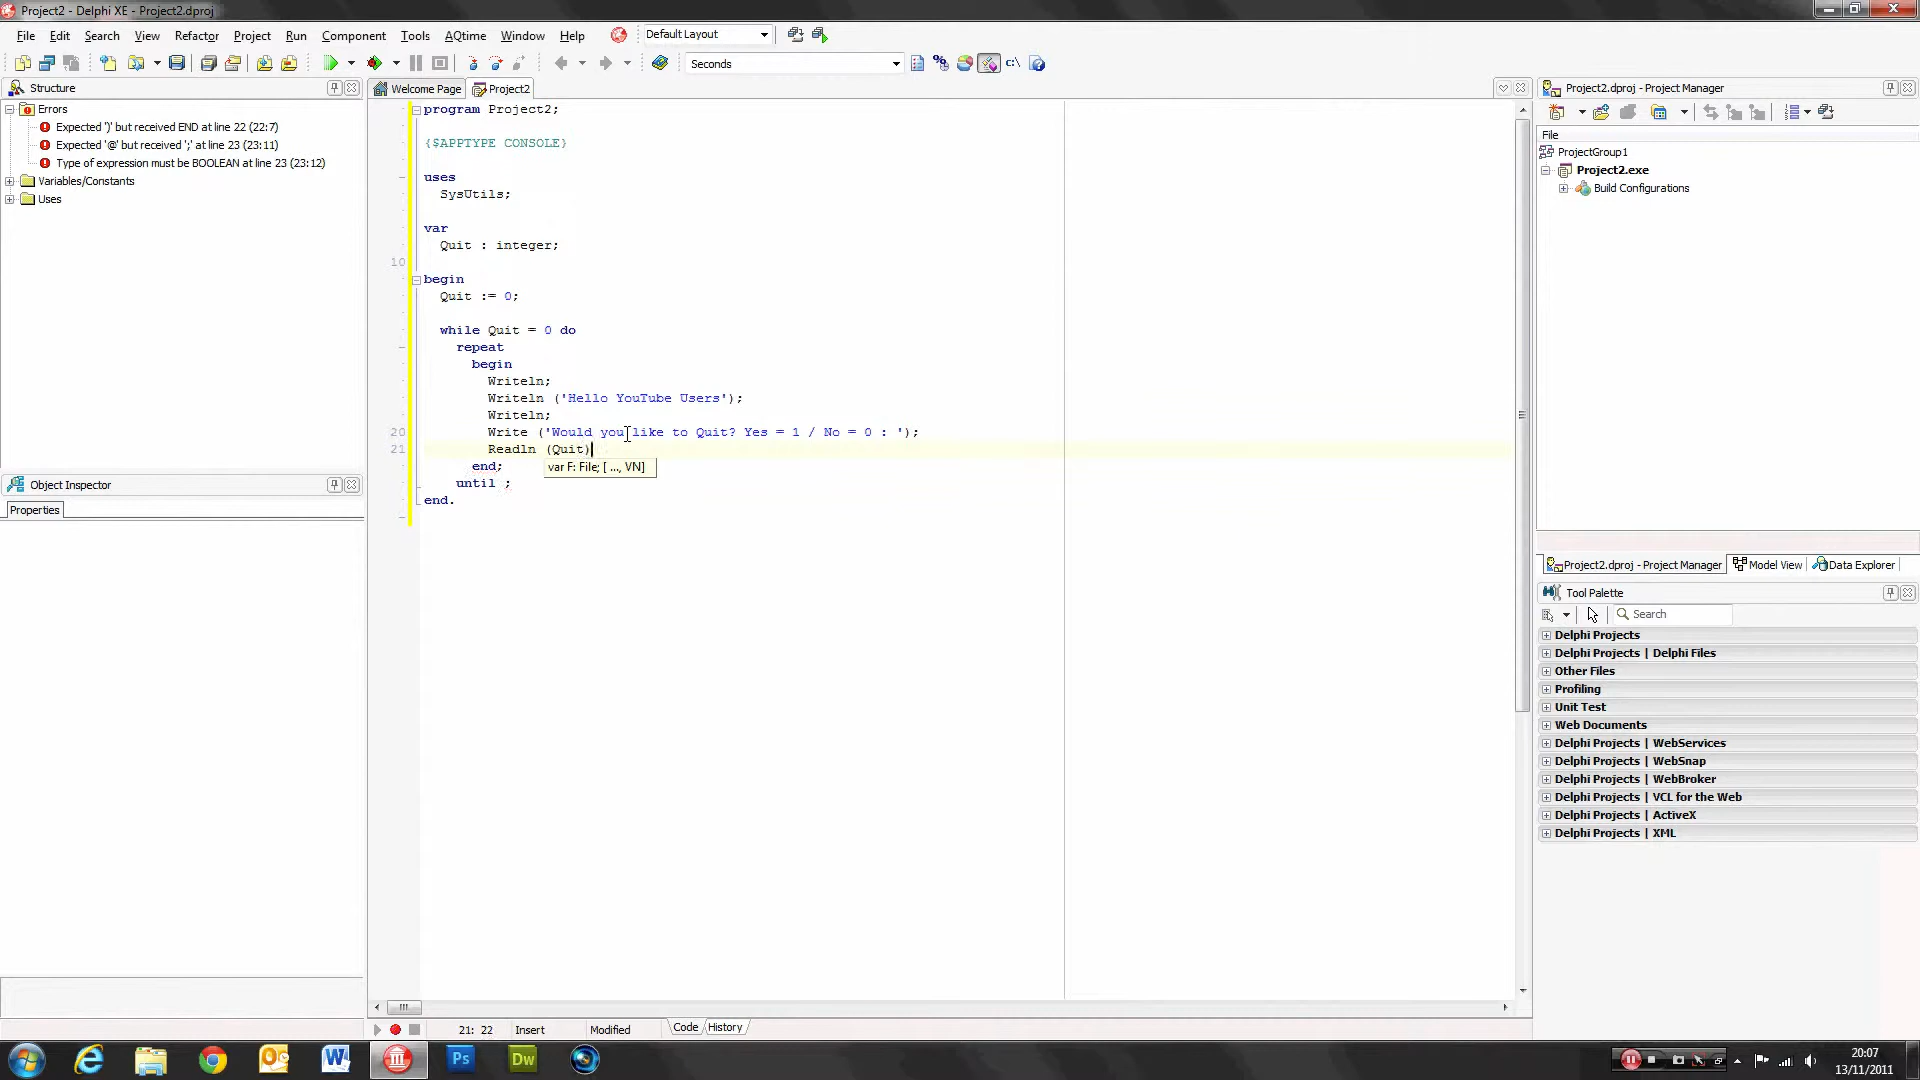 Project2 - Delphi XE - Project2.dproj
File Edit Search View Refactor Project Run Component Tools AQtime Window Help Default Layout
Seconds
Structure
Errors
Expected ')' but received END at line 22 (22:7)
Expected '@' but received ';' at line 23 (23:11)
Type of expression must be BOOLEAN at line 23 (23:12)
Variables/Constants
Uses
Object Inspector
Properties
Welcome Page Project2
program Project2;
{$APPTYPE CONSOLE}
uses
SysUtils;
var
Quit : integer;
10
begin
Quit := 0;
while Quit = 0 do
repeat
begin
Writeln;
Writeln ('Hello YouTube Users');
Writeln;
20 Write ('Would you like to Quit? Yes = 1 / No = 0 : ');
21 Readln (Quit)
end;
var F: File; [ ..., VN]
until ;
end.
21: 22 Insert Modified Code History
Project2.dproj - Project Manager
File
ProjectGroup1
Project2.exe
Build Configurations
Project2.dproj - Project Manager Model View Data Explorer
Tool Palette
Search
Delphi Projects
Delphi Projects | Delphi Files
Other Files
Profiling
Unit Test
Web Documents
Delphi Projects | WebServices
Delphi Projects | WebSnap
Delphi Projects | WebBroker
Delphi Projects | VCL for the Web
Delphi Projects | ActiveX
Delphi Projects | XML
Ps
Dw
20:07
13/11/2011